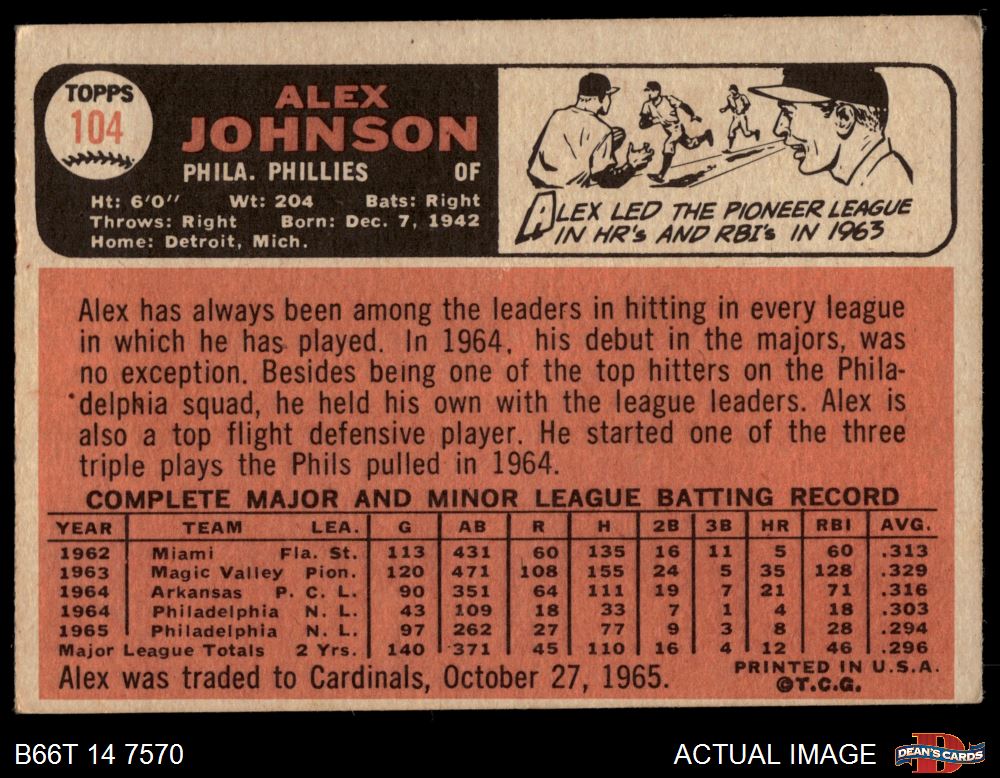 TOPPS
104
ALEX
JOHNSON
PHILA. PHILLIES OF
Ht: 6'0" Wt: 204 Bats: Right
Throws: Right Born: Dec. 7, 1942
Home: Detroit, Mich.
ALEX LED THE PIONEER LEAGUE
IN HR's AND RBI's IN 1963
Alex has always been among the leaders in hitting in every league
in which he has played. In 1964, his debut in the majors, was
no exception. Besides being one of the top hitters on the Phila-
delphia squad, he held his own with the league leaders. Alex is
also a top flight defensive player. He started one of the three
triple plays the Phils pulled in 1964.
COMPLETE MAJOR AND MINOR LEAGUE BATTING RECORD
YEAR TEAM LEA. G AB R H 2B 3B HR RBI AVG.
1962 Miami Fla. St. 113 431 60 135 16 11 5 60 .313
1963 Magic Valley Pion. 120 471 108 155 24 5 35 128 .329
1964 Arkansas P. C. L. 90 351 64 111 19 7 21 71 .316
1964 Philadelphia N. L. 43 109 18 33 7 1 4 18 .303
1965 Philadelphia N. L. 97 262 27 77 9 3 8 28 .294
Major League Totals 2 Yrs. 140 371 45 110 16 4 12 46 .296
Alex was traded to Cardinals, October 27, 1965.
PRINTED IN U.S.A.
©T.C.G.
B66T 14 7570
ACTUAL IMAGE
DEAN'S CARDS